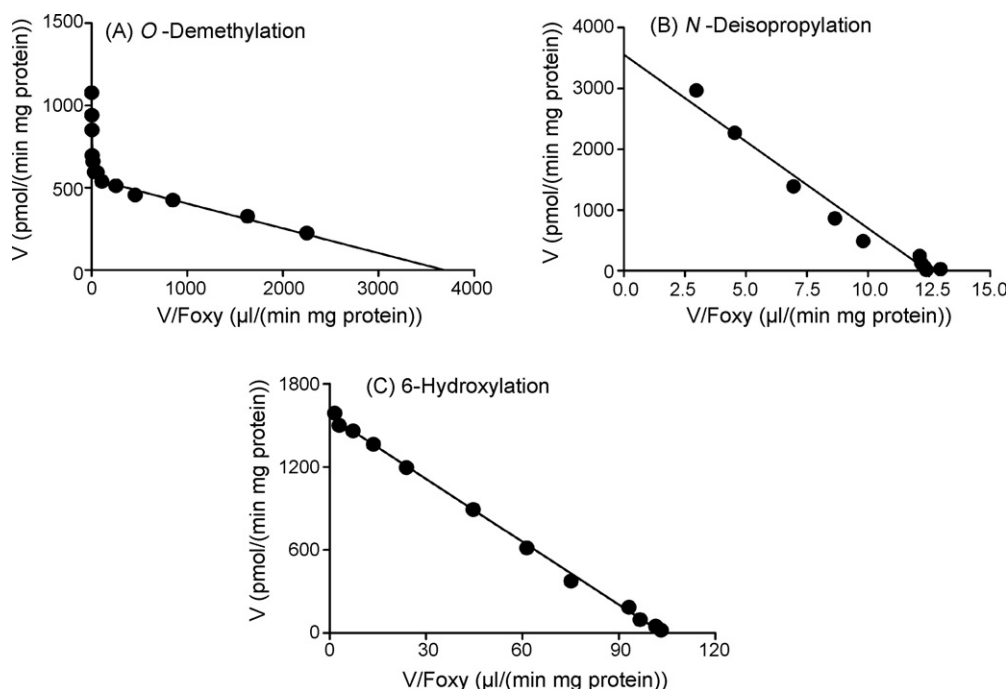 (A) O -Demethylation
V (pmol/(min mg protein))
1500
1000
500
0
0 1000 2000 3000 4000
V/Foxy (µl/(min mg protein))
(B) N -Deisopropylation
V (pmol/(min mg protein))
4000
3000
2000
1000
0
0.0 2.5 5.0 7.5 10.0 12.5 15.0
V/Foxy (µl/(min mg protein))
(C) 6-Hydroxylation
V (pmol/(min mg protein))
1800
1200
600
0
0 30 60 90 120
V/Foxy (µl/(min mg protein))